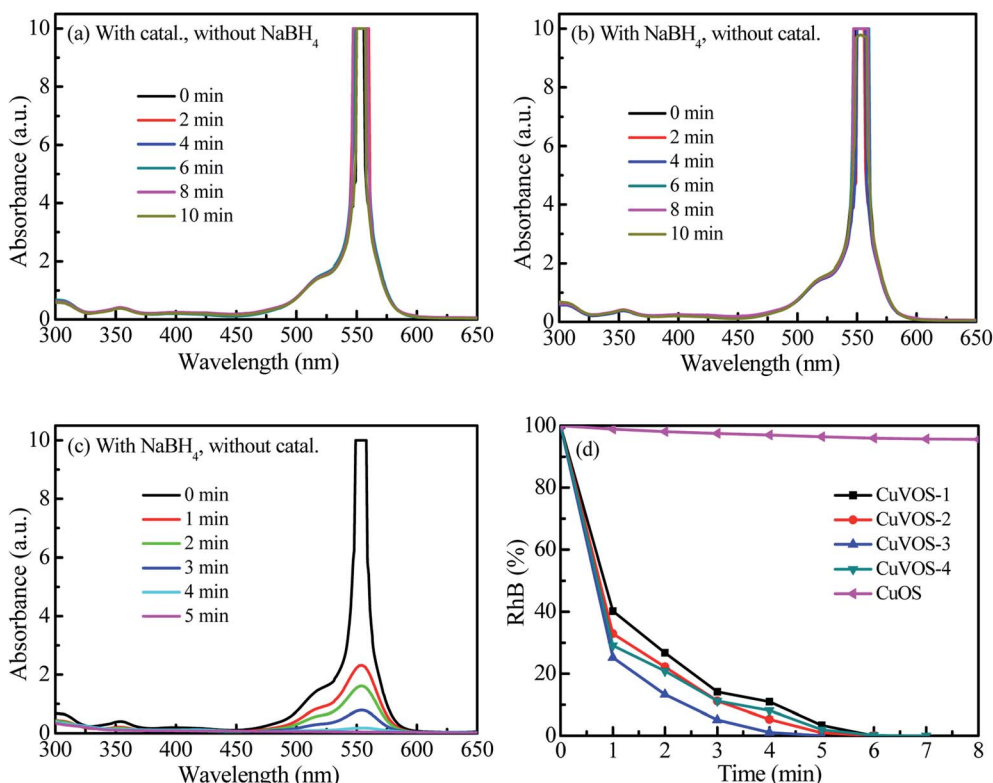 (a) With catal., without NaBH₄
0 min
2 min
4 min
6 min
8 min
10 min
Absorbance (a.u.)
10
8
6
4
2
0
300 350 400 450 500 550 600 650
Wavelength (nm)
(b) With NaBH₄, without catal.
0 min
2 min
4 min
6 min
8 min
10 min
Absorbance (a.u.)
10
8
6
4
2
0
300 350 400 450 500 550 600 650
Wavelength (nm)
(c) With NaBH₄, without catal.
0 min
1 min
2 min
3 min
4 min
5 min
Absorbance (a.u.)
10
8
6
4
2
0
300 350 400 450 500 550 600 650
Wavelength (nm)
(d)
CuVOS-1
CuVOS-2
CuVOS-3
CuVOS-4
CuOS
RhB (%)
100
80
60
40
20
0
0 1 2 3 4 5 6 7 8
Time (min)